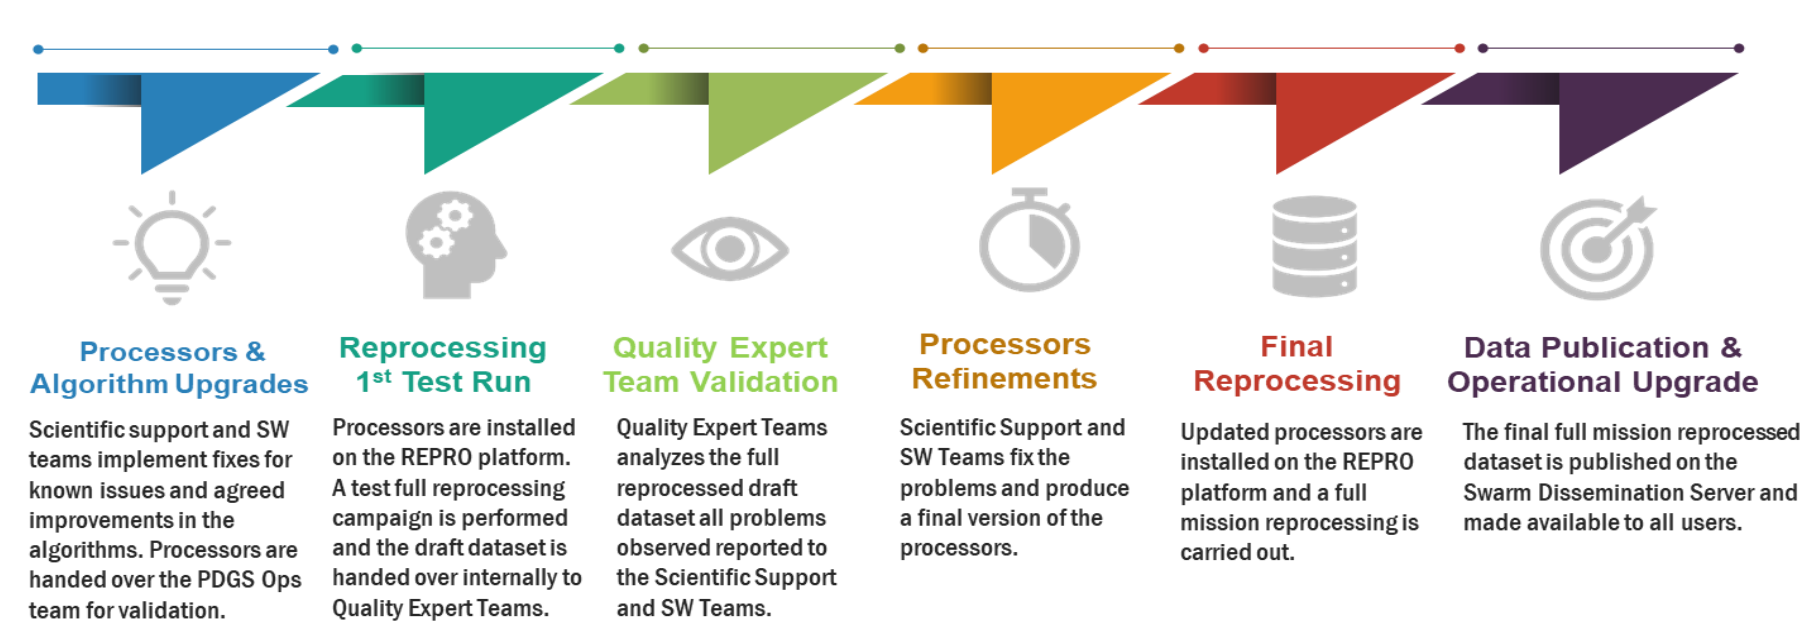 Processors &
Algorithm Upgrades
Scientific support and SW
teams implement fixes for
known issues and agreed
improvements in the
algorithms. Processors are
handed over the PDGS Ops
team for validation.
Reprocessing
1st Test Run
Processors are installed
on the REPRO platform.
A test full reprocessing
campaign is performed
and the draft dataset is
handed over internally to
Quality Expert Teams.
Quality Expert
Team Validation
Quality Expert Teams
analyzes the full
reprocessed draft
dataset all problems
observed reported to
the Scientific Support
and SW Teams.
Processors
Refinements
Scientific Support and
SW Teams fix the
problems and produce
a final version of the
processors.
Final
Reprocessing
Updated processors are
installed on the REPRO
platform and a full
mission reprocessing is
carried out.
Data Publication &
Operational Upgrade
The final full mission reprocessed
dataset is published on the
Swarm Dissemination Server and
made available to all users.